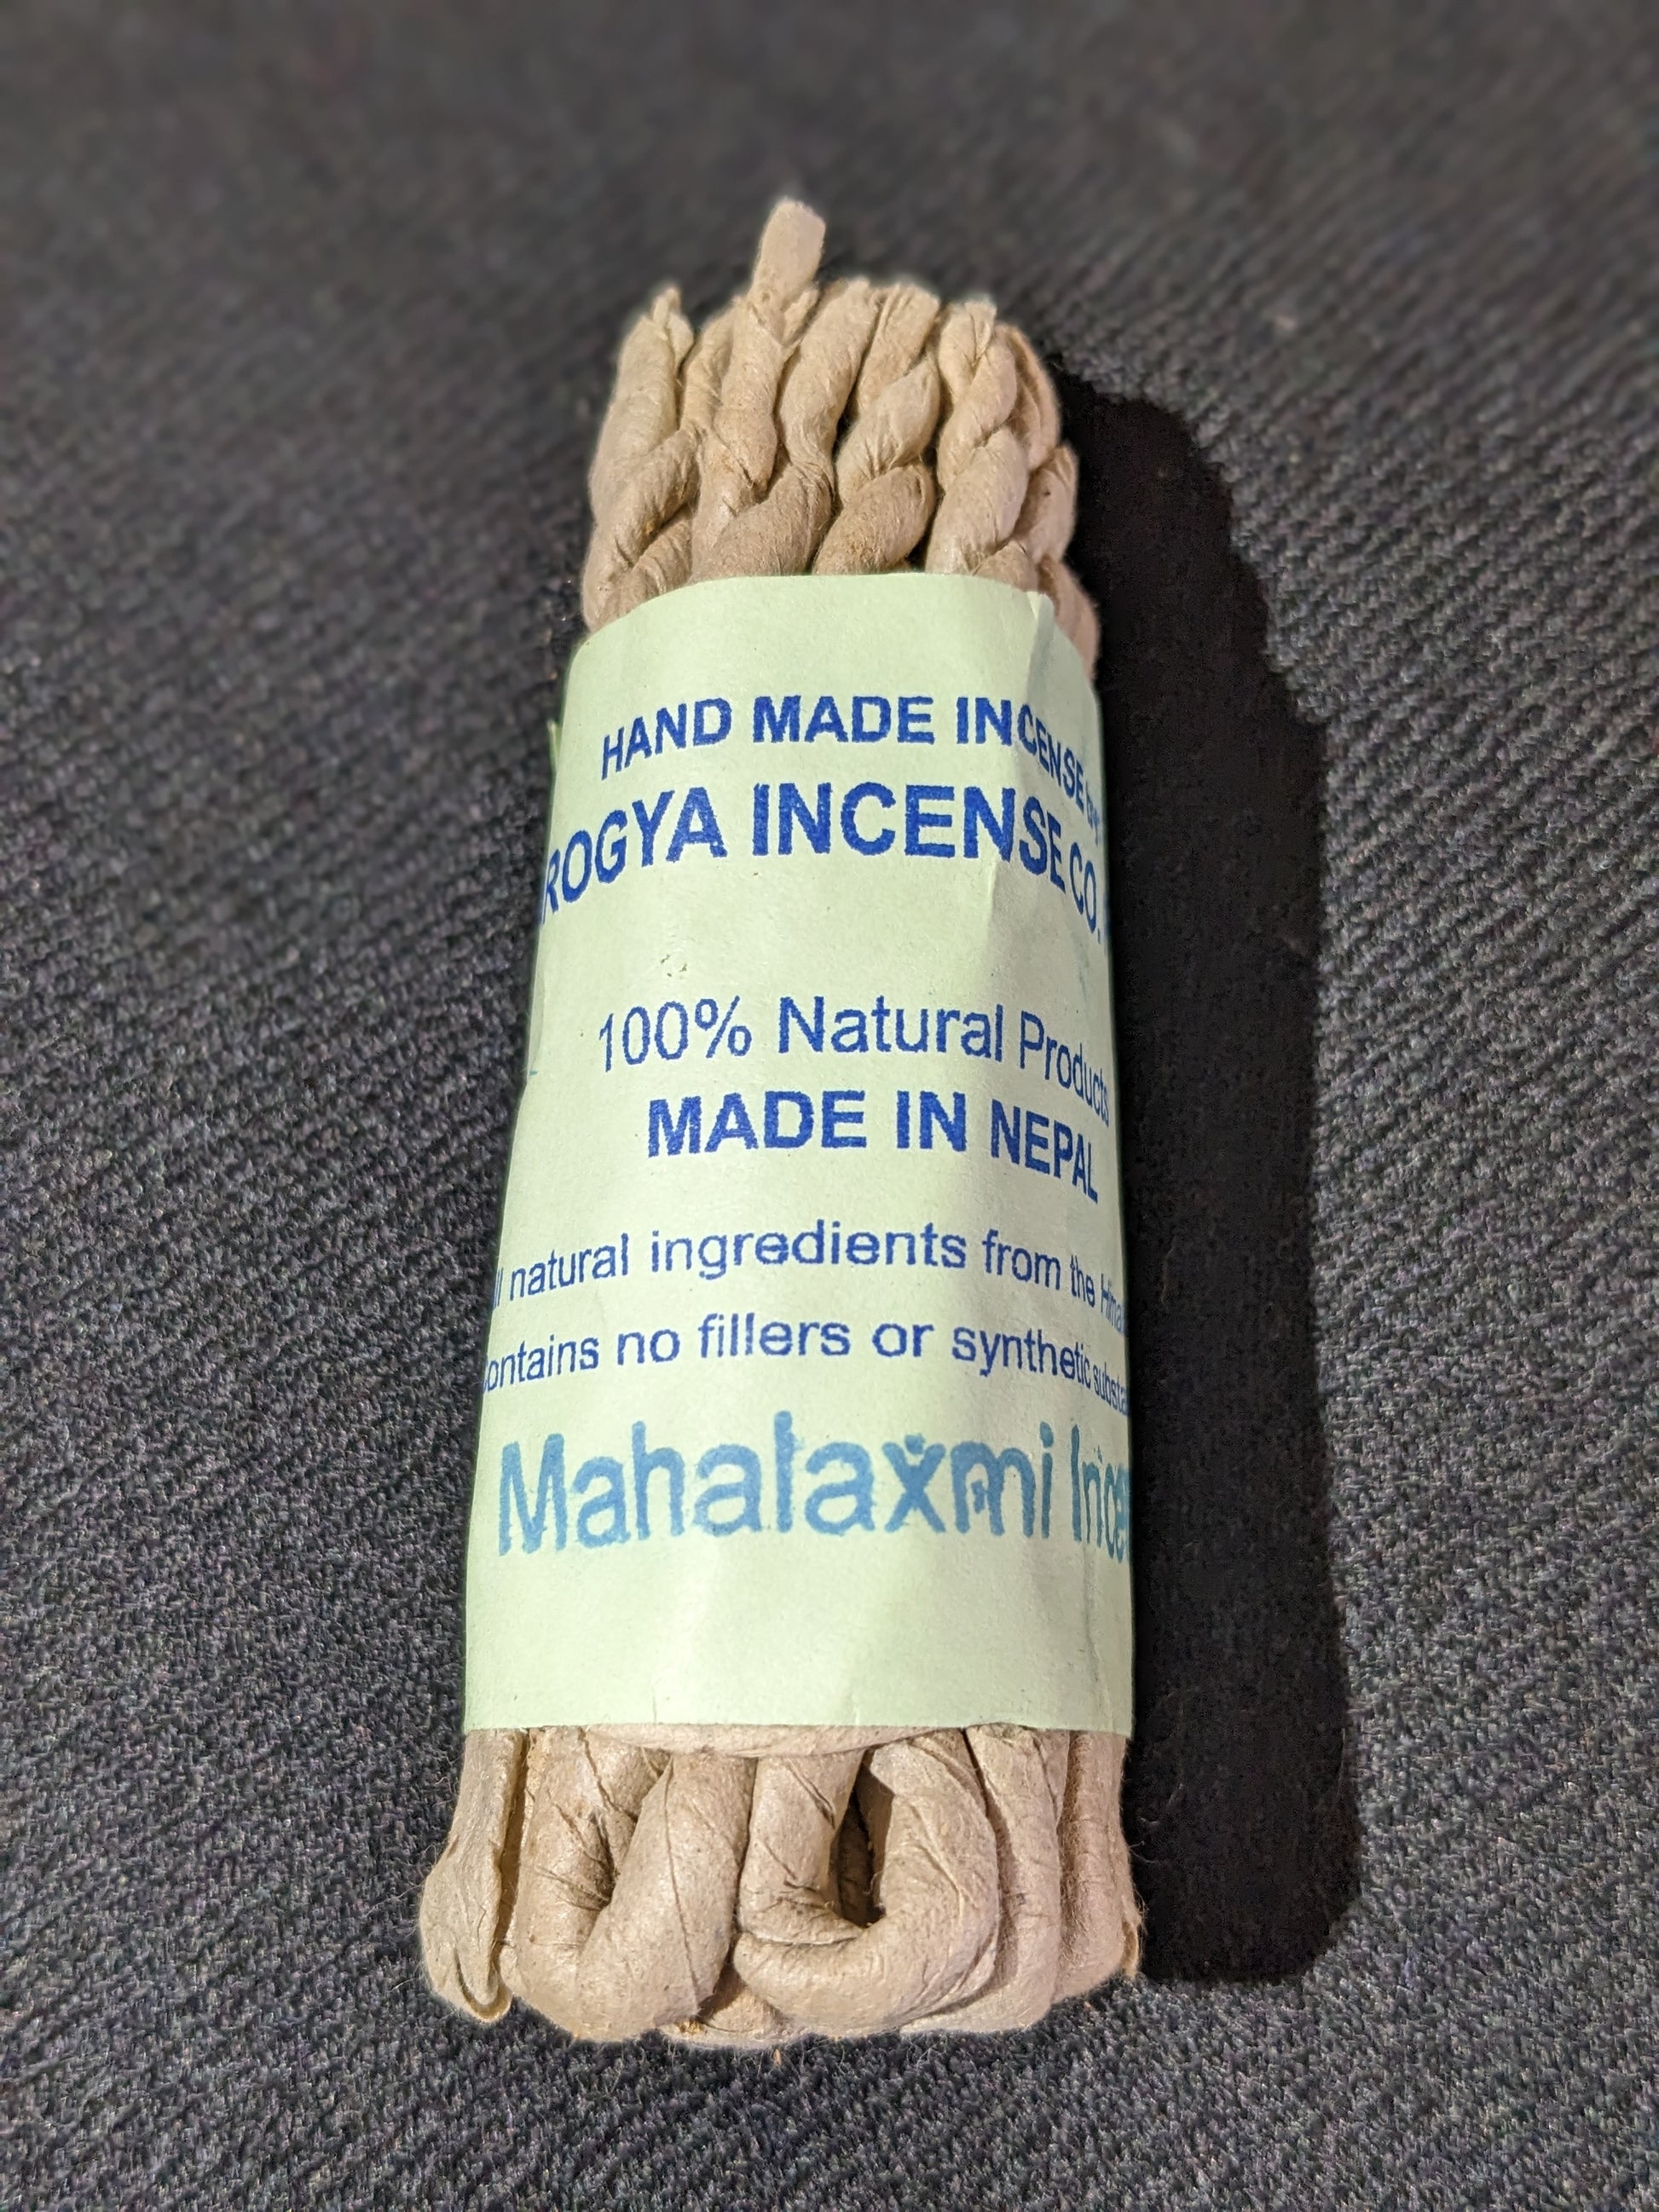 HAND MADE INCENSE by
ROGYA INCENSE CO.
100% Natural Products
MADE IN NEPAL
natural ingredients from the
no fillers or synthetic
Mahalaxmi